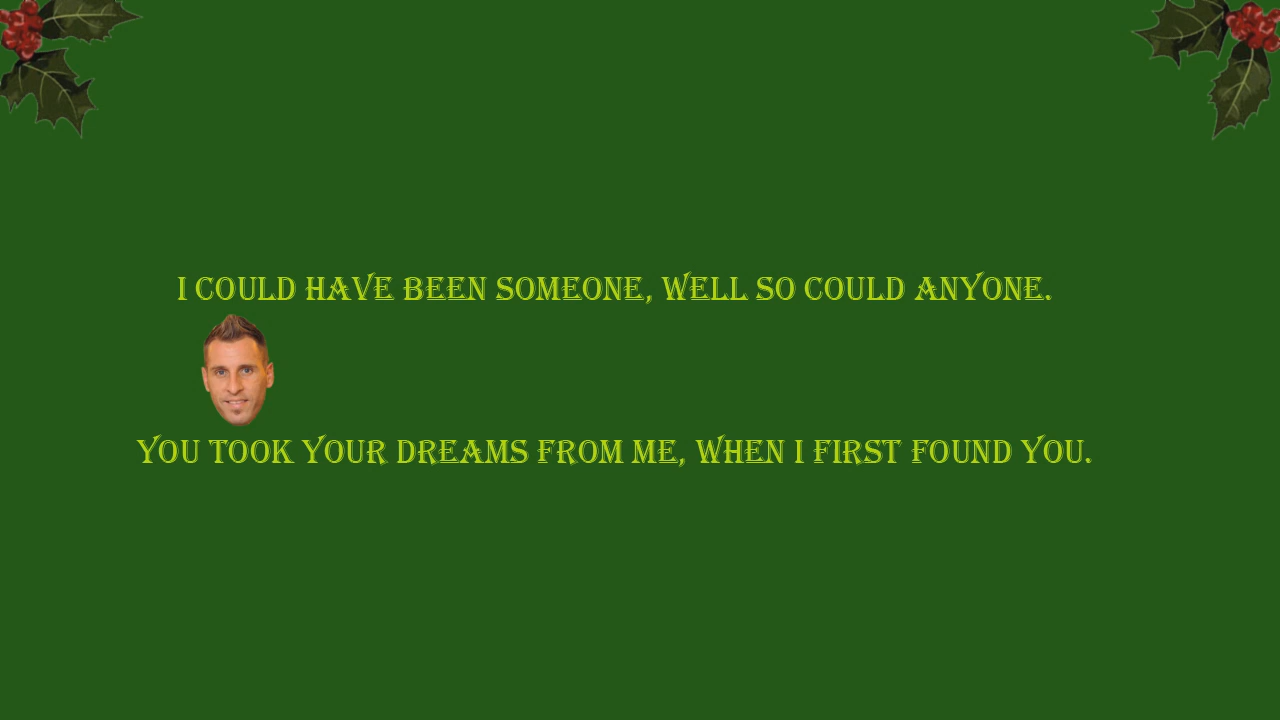 I COULD HAVE BEEN SOMEONE, WELL SO COULD ANYONE.
YOU TOOK YOUR DREAMS FROM ME, WHEN I FIRST FOUND YOU.